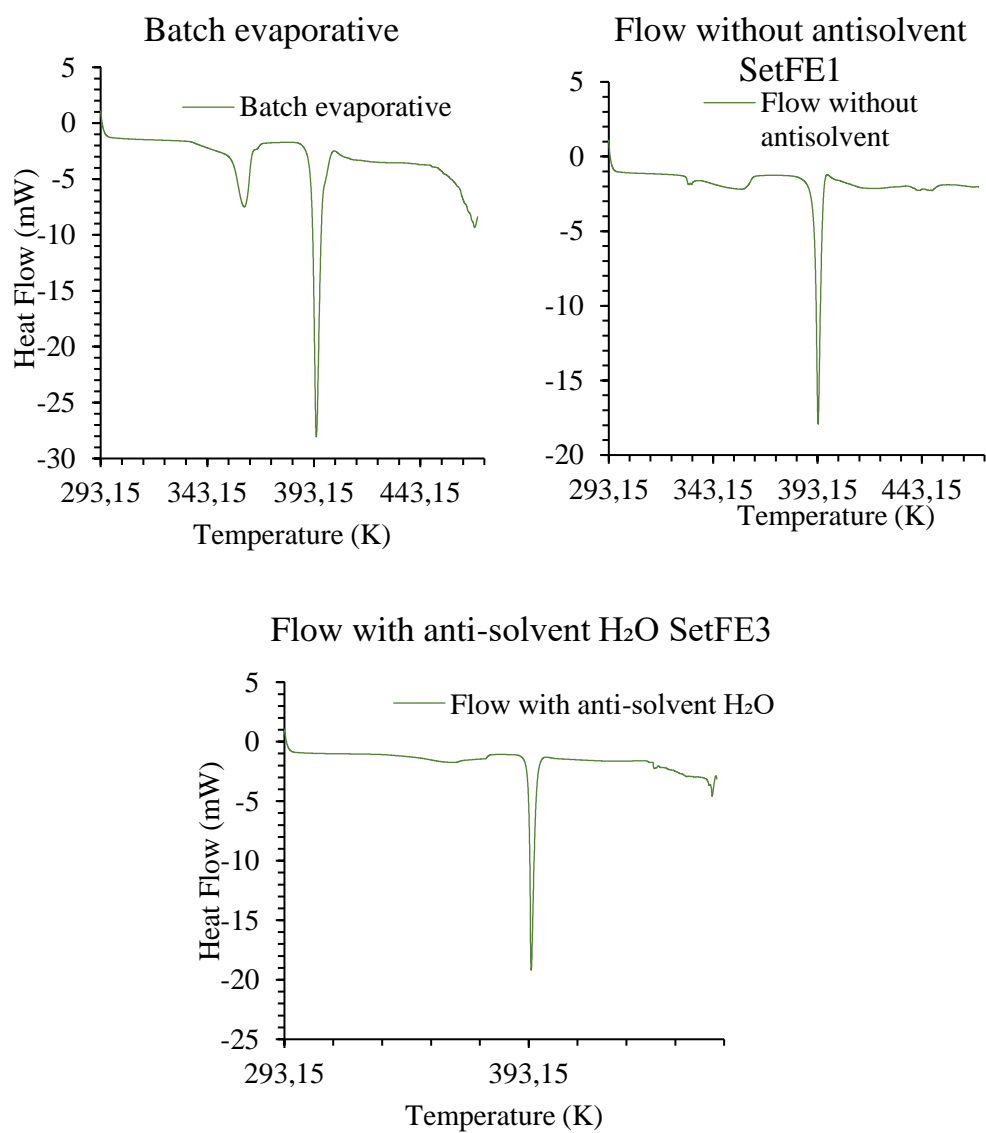 Batch evaporative
5
0
-5
-10
-15
-20
-25
-30
Heat Flow (mW)
Batch evaporative
293,15
343,15
393,15
443,15
Temperature (K)
Flow without antisolvent
SetFE1
5
0
-5
-10
-15
-20
Flow without
antisolvent
293,15
343,15
393,15
443,15
Temperature (K)
Flow with anti-solvent H₂O SetFE3
5
0
-5
-10
-15
-20
-25
Heat Flow (mW)
Flow with anti-solvent H₂O
293,15
393,15
Temperature (K)